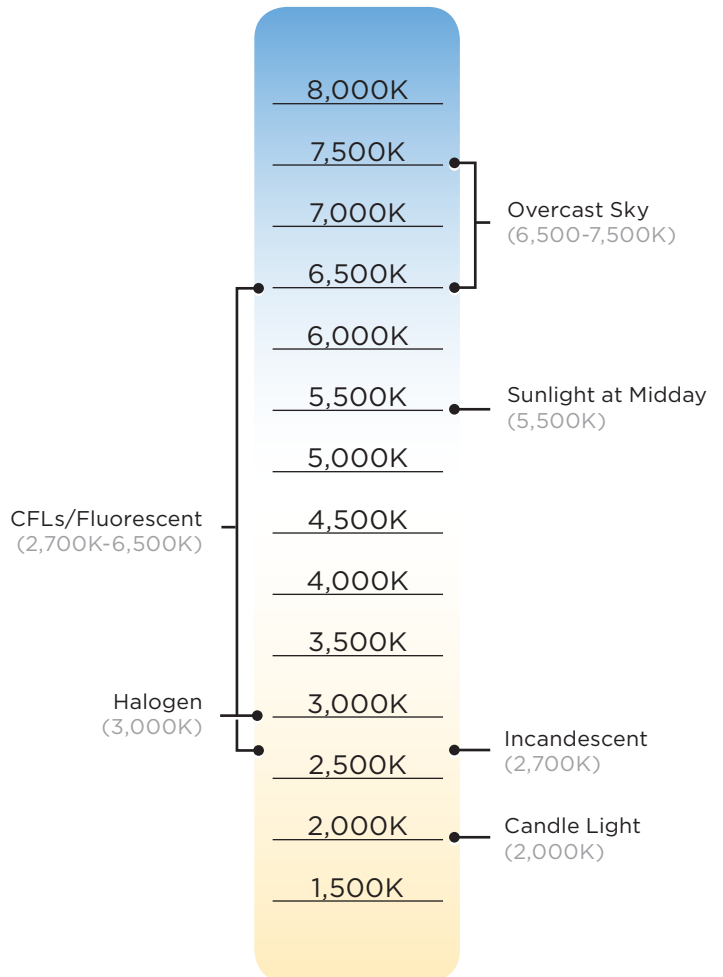 8,000K
7,500K
7,000K
6,500K
6,000K
5,500K
5,000K
4,500K
4,000K
3,500K
3,000K
2,500K
2,000K
1,500K
CFLs/Fluorescent
(2,700K-6,500K)
Halogen
(3,000K)
Overcast Sky
(6,500-7,500K)
Sunlight at Midday
(5,500K)
Incandescent
(2,700K)
Candle Light
(2,000K)